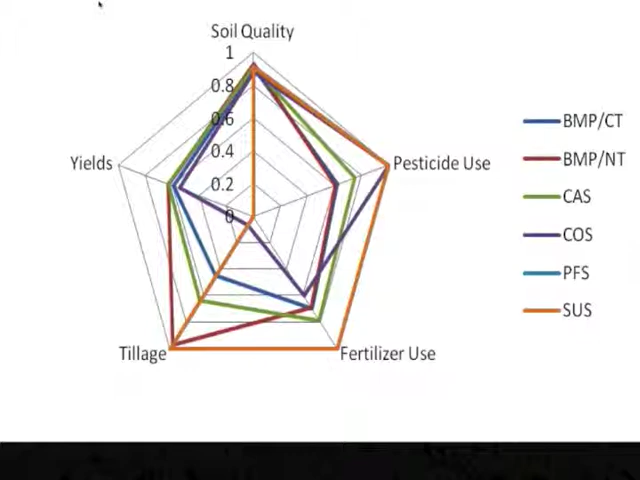 Soil Quality
1
0.8
0.6
0.4
0.2
0
Yields
Pesticide Use
Tillage
Fertilizer Use
BMP/CT
BMP/NT
CAS
COS
PFS
SUS